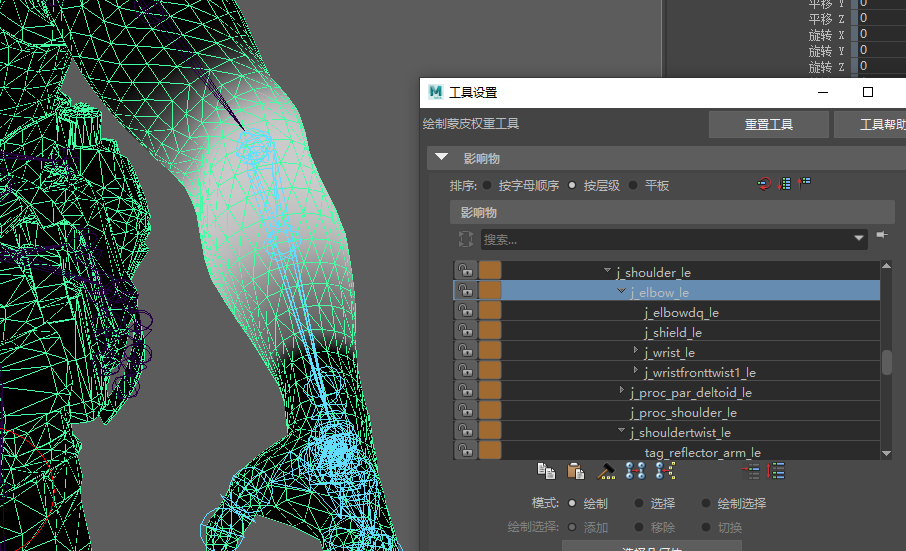 平移 Y 0
平移 Z 0
旋转 X 0
旋转 Y 0
旋转 Z 0
M 工具设置
绘制蒙皮权重工具 重置工具 工具帮助
影响物
排序: 按字母顺序 按层级 平板
影响物
搜索...
j_shoulder_le
j_elbow_le
j_elbowdq_le
j_shield_le
j_wrist_le
j_wristfronttwist1_le
j_proc_par_deltoid_le
j_proc_shoulder_le
j_shouldertwist_le
tag_reflector_arm_le
模式: 绘制 选择 绘制选择
绘制选择: 添加 移除 切换